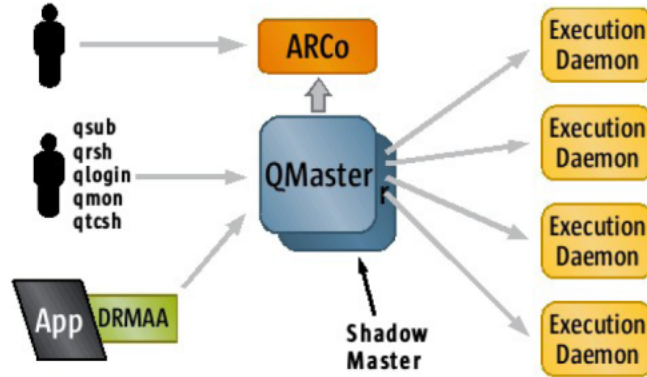 ARCo
Execution
Daemon
qsub
qrsh
qlogin
qmon
qtcsh
QMaster
r
Execution
Daemon
Execution
Daemon
App
DRMAA
Shadow
Master
Execution
Daemon